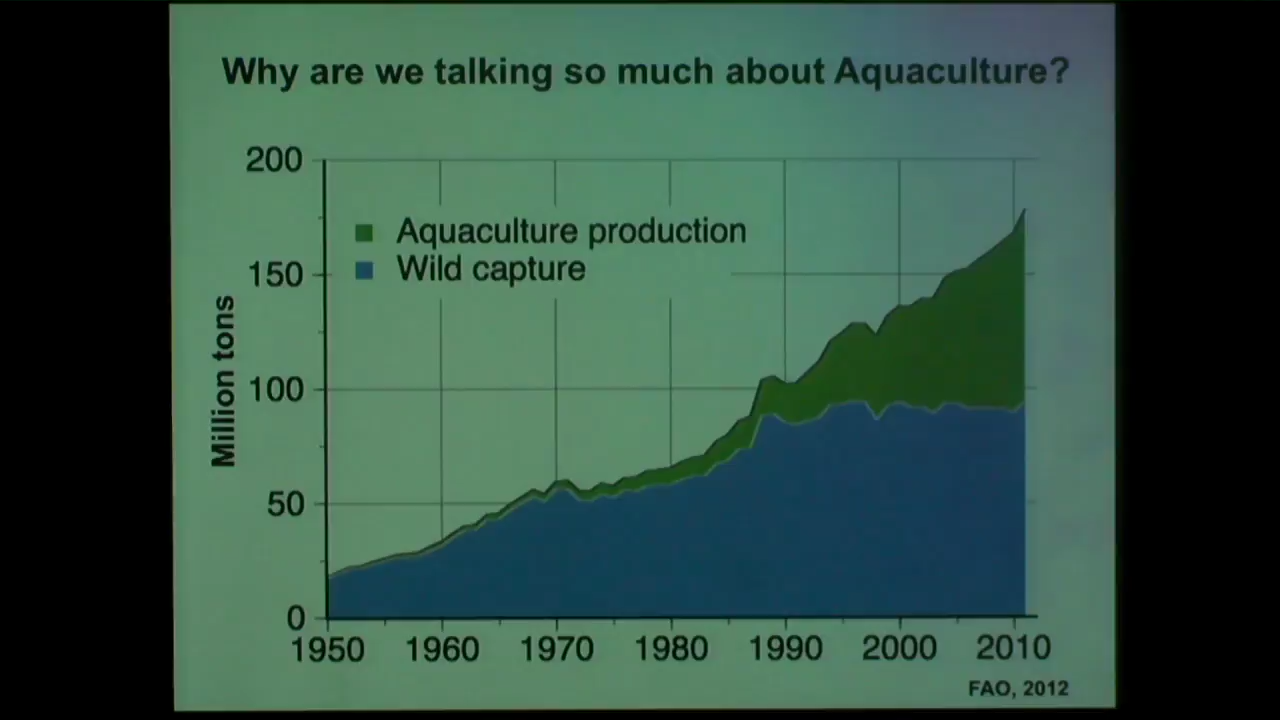 Why are we talking so much about Aquaculture?
200
Aquaculture production
Wild capture
150
Million tons
100
50
0
1950 1960 1970 1980 1990 2000 2010
FAO, 2012